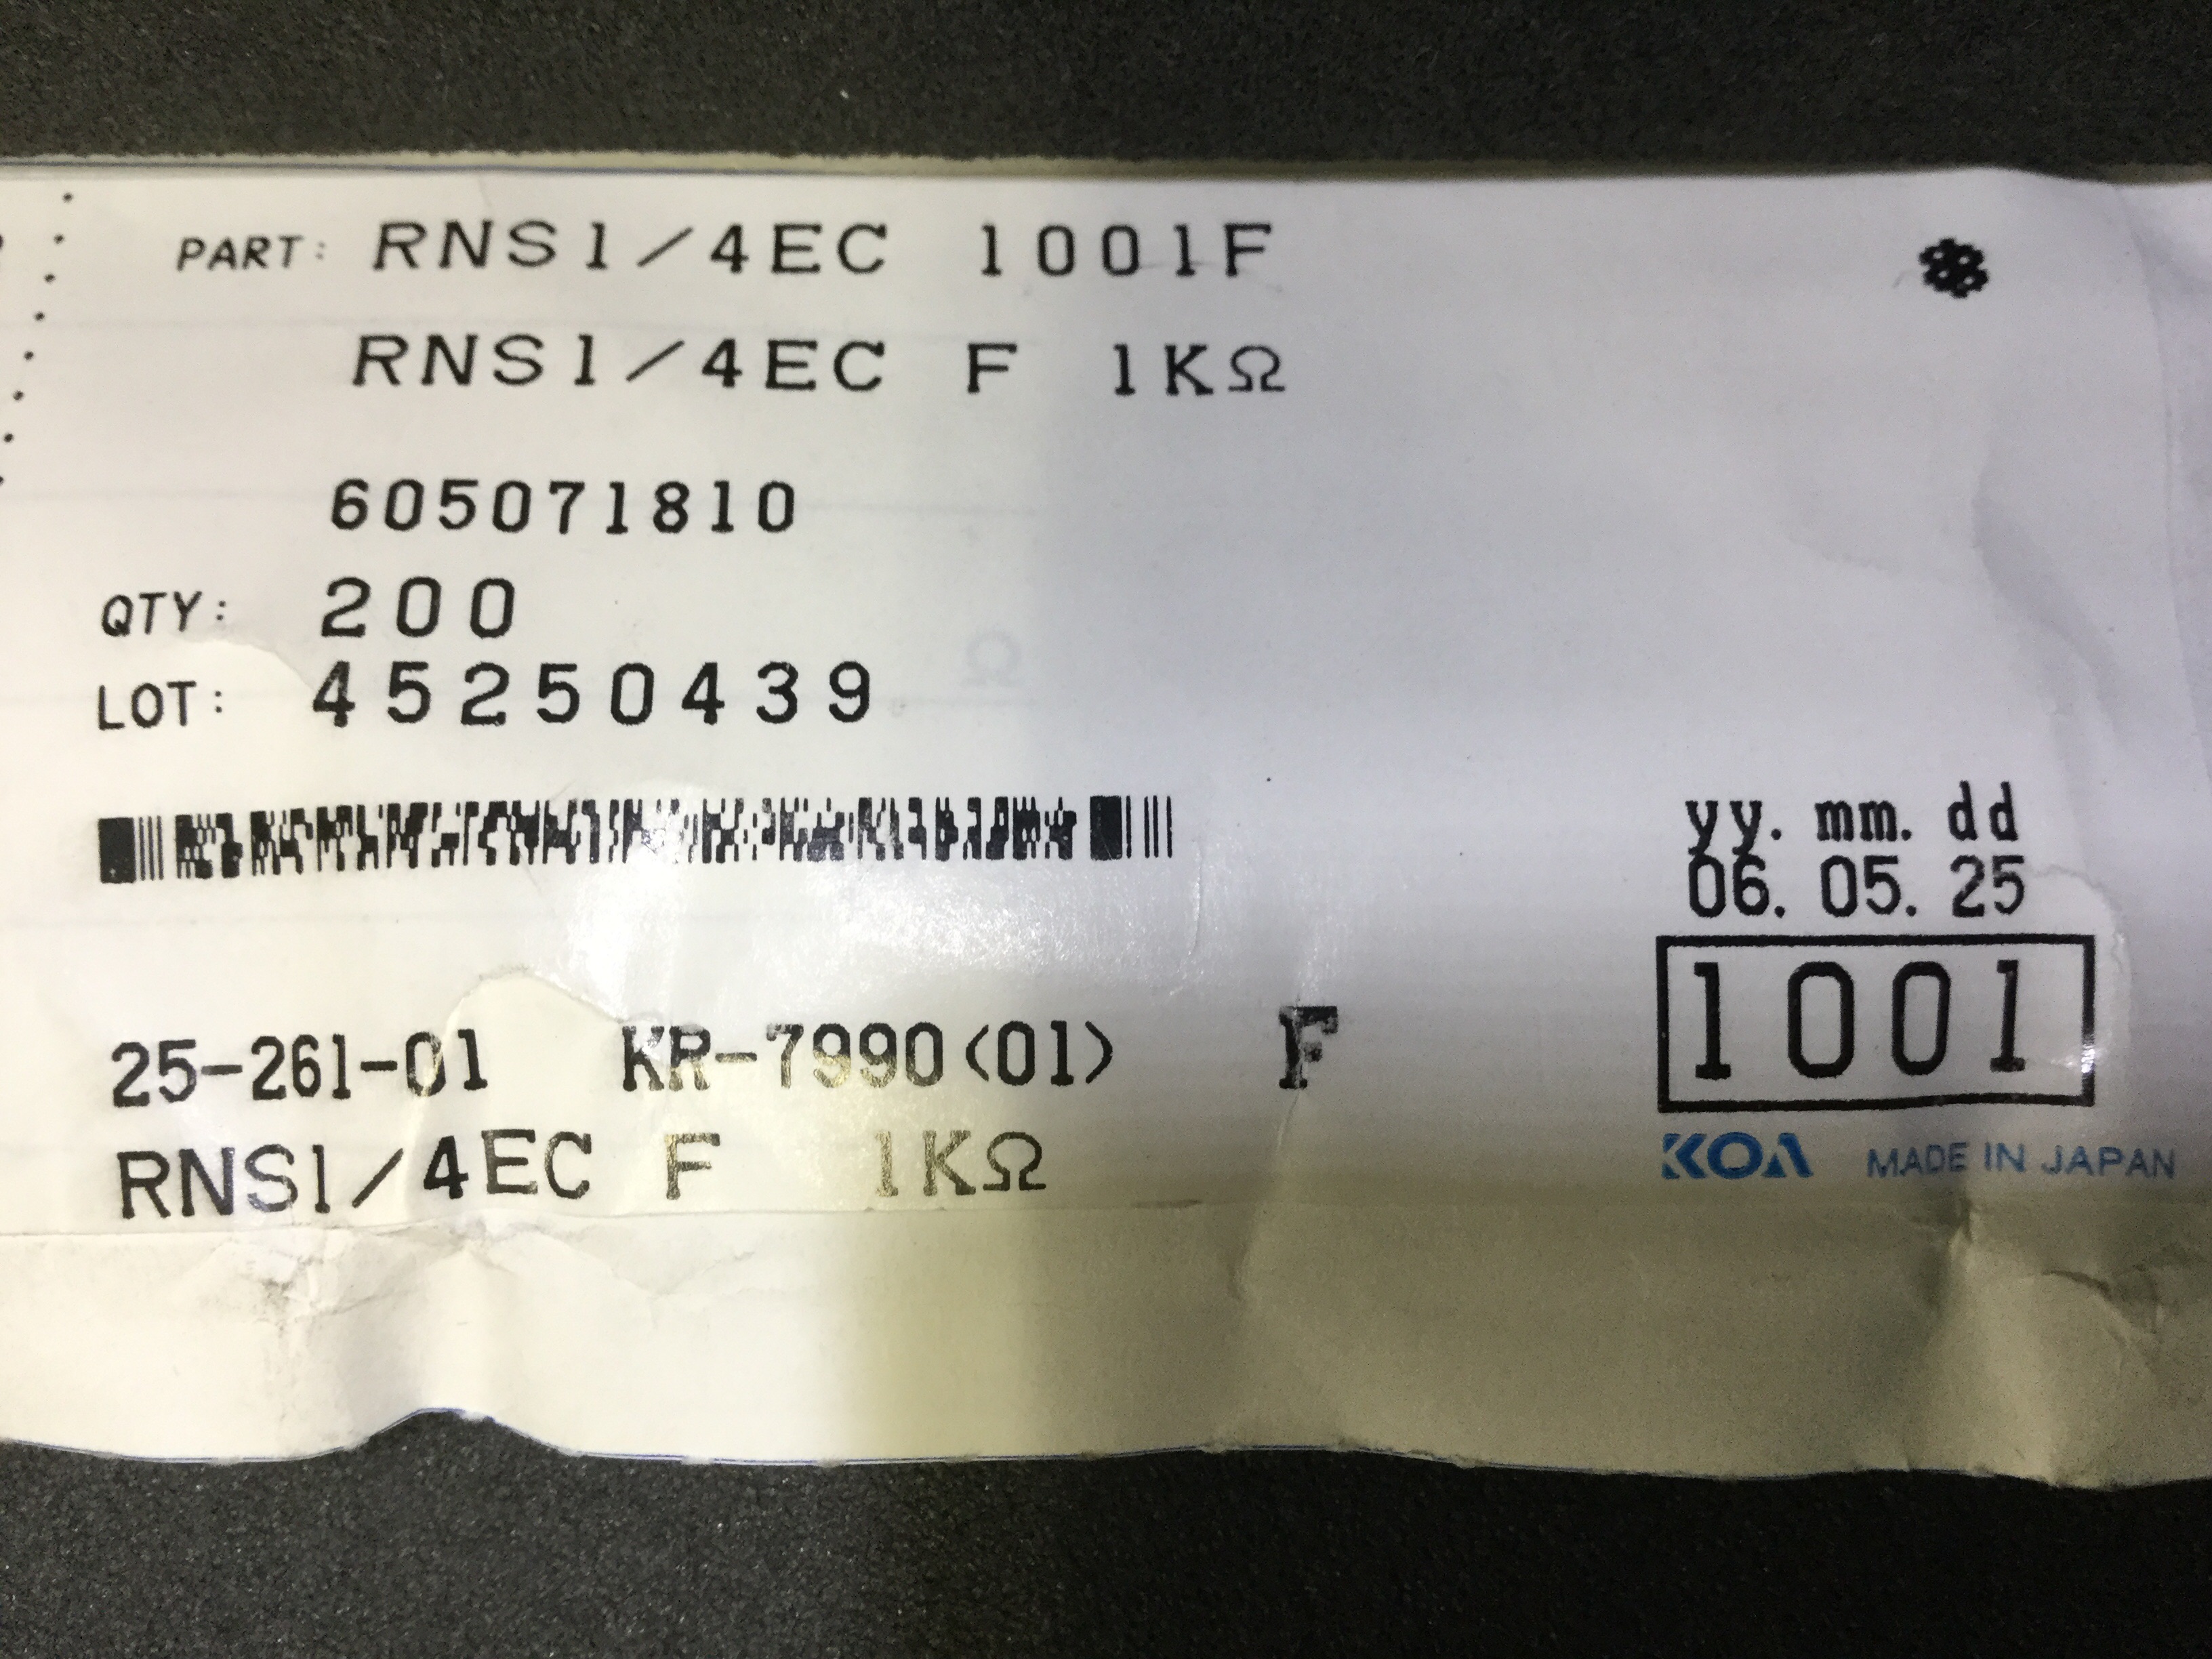 PART: RNS1/4EC 1001F
RNS1/4EC F 1KΩ
605071810
QTY: 200
LOT: 45250439
yy. mm. dd
06. 05. 25
1001
25-261-01 KR-7990(01) F
RNS1/4EC F 1KΩ
KOA MADE IN JAPAN